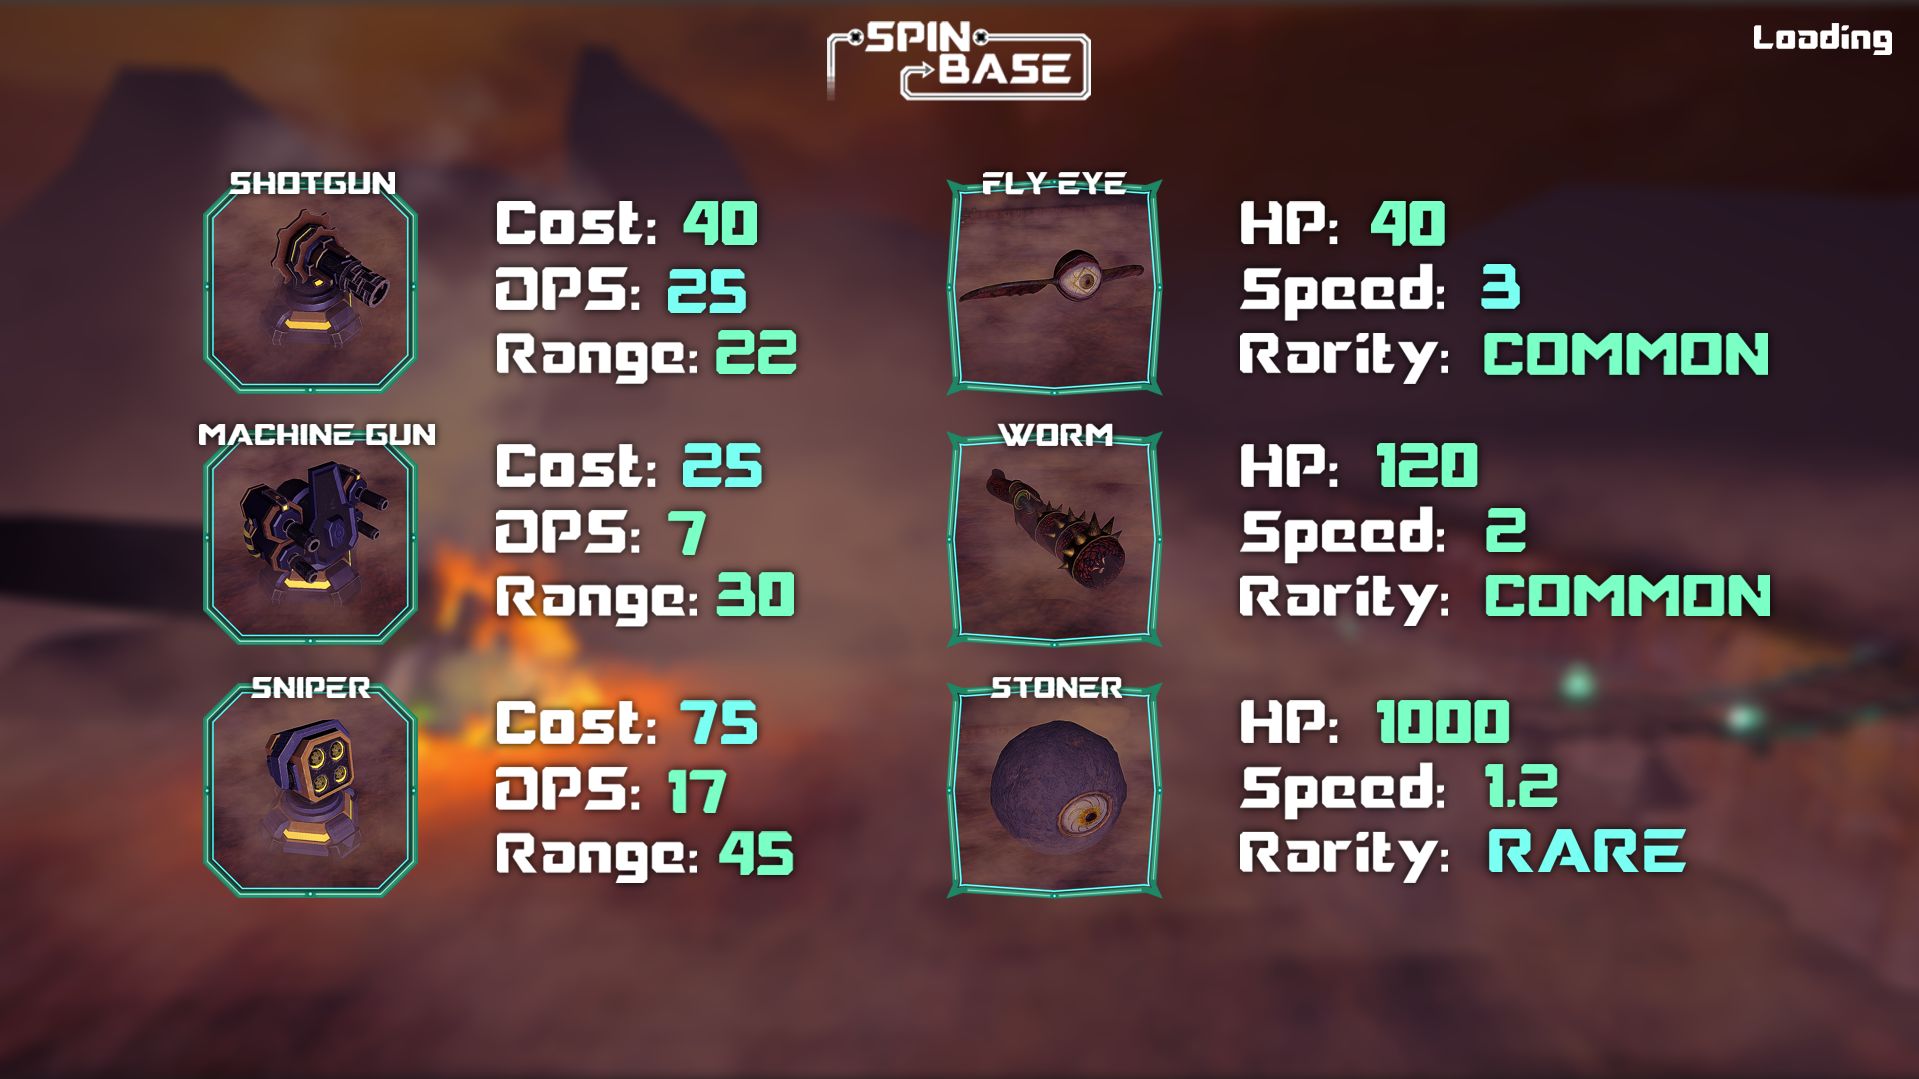 SPIN
BASE
Loading
SHOTGUN
Cost: 40
DPS: 25
Range: 22
MACHINE GUN
Cost: 25
DPS: 7
Range: 30
SNIPER
Cost: 75
DPS: 17
Range: 45
FLY EYE
HP: 40
Speed: 3
Rarity: COMMON
WORM
HP: 120
Speed: 2
Rarity: COMMON
STONER
HP: 1000
Speed: 1.2
Rarity: RARE